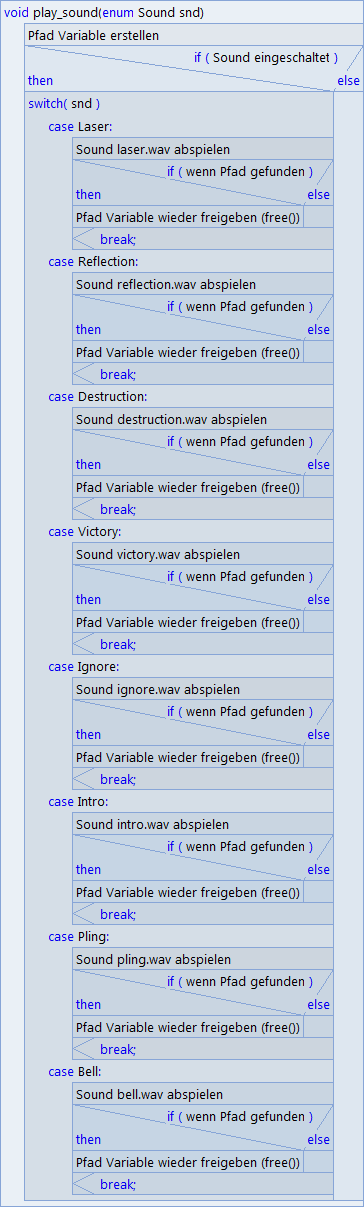 void play_sound(enum Sound snd)
Pfad Variable erstellen
if ( Sound eingeschaltet )
then else
switch( snd )
case Laser:
Sound laser.wav abspielen
if ( wenn Pfad gefunden )
then else
Pfad Variable wieder freigeben (free())
break;
case Reflection:
Sound reflection.wav abspielen
if ( wenn Pfad gefunden )
then else
Pfad Variable wieder freigeben (free())
break;
case Destruction:
Sound destruction.wav abspielen
if ( wenn Pfad gefunden )
then else
Pfad Variable wieder freigeben (free())
break;
case Victory:
Sound victory.wav abspielen
if ( wenn Pfad gefunden )
then else
Pfad Variable wieder freigeben (free())
break;
case Ignore:
Sound ignore.wav abspielen
if ( wenn Pfad gefunden )
then else
Pfad Variable wieder freigeben (free())
break;
case Intro:
Sound intro.wav abspielen
if ( wenn Pfad gefunden )
then else
Pfad Variable wieder freigeben (free())
break;
case Pling:
Sound pling.wav abspielen
if ( wenn Pfad gefunden )
then else
Pfad Variable wieder freigeben (free())
break;
case Bell:
Sound bell.wav abspielen
if ( wenn Pfad gefunden )
then else
Pfad Variable wieder freigeben (free())
break;